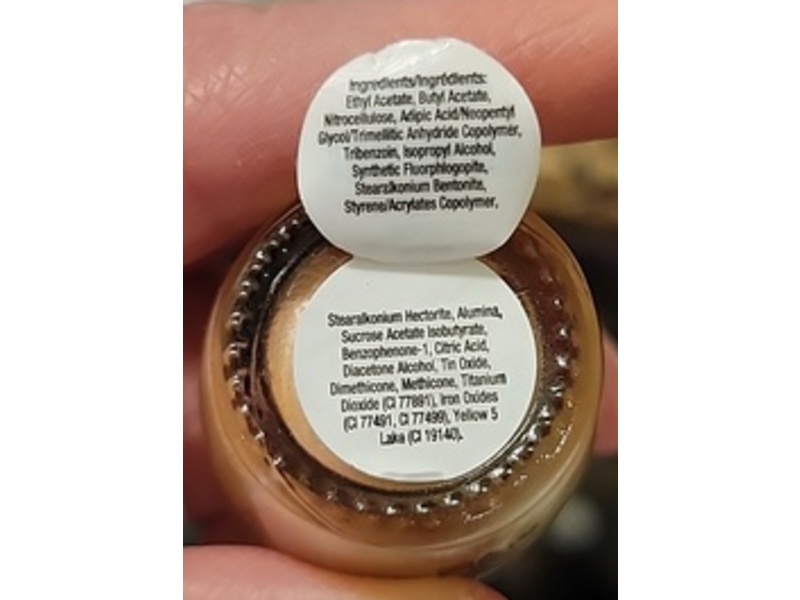 Ingredients/Ingrédients:
Ethyl Acetate, Butyl Acetate,
Nitrocellulose, Adipic Acid/Neopentyl
Glycol/Trimellitic Anhydride Copolymer,
Tribenzoin, Isopropyl Alcohol,
Synthetic Fluorphlogopite,
Stearalkonium Bentonite,
Styrene/Acrylates Copolymer,
Stearalkonium Hectorite, Alumina,
Sucrose Acetate Isobutyrate,
Benzophenone-1, Citric Acid,
Diacetone Alcohol, Tin Oxide,
Dimethicone, Methicone, Titanium
Dioxide (CI 77891), Iron Oxides
(CI 77491, CI 77499), Yellow 5
Lake (CI 19140).